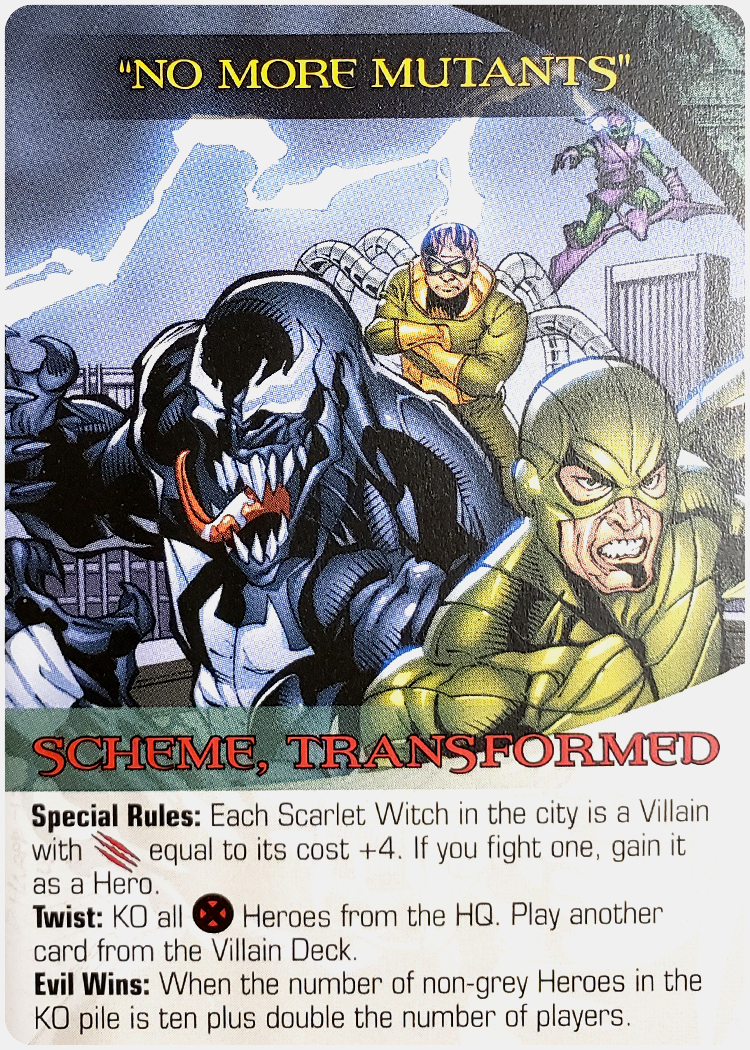 "NO MORE MUTANTS"
SCHEME, TRANSFORMED
Special Rules: Each Scarlet Witch in the city is a Villain
with equal to its cost +4. If you fight one, gain it
as a Hero.
Twist: KO all Heroes from the HQ. Play another
card from the Villain Deck.
Evil Wins: When the number of non-grey Heroes in the
KO pile is ten plus double the number of players.